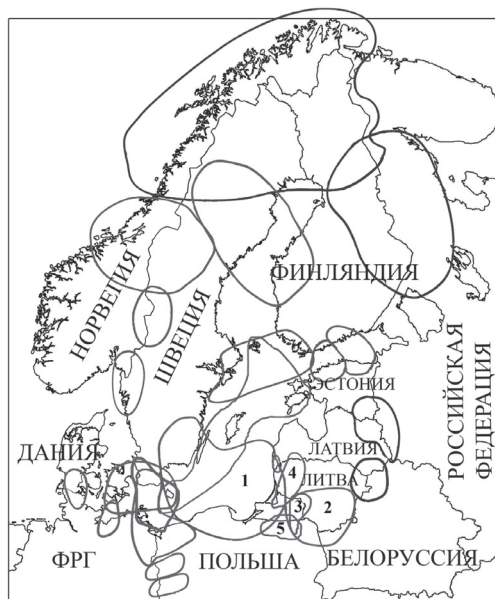 НОРВЕГИЯ
ШВЕЦИЯ
ФИНЛЯНДИЯ
РОССИЙСКАЯ
ФЕДЕРАЦИЯ
ЭСТОНИЯ
ДАНИЯ
ЛАТВИЯ
1
4
ЛИТВА
3
2
5
ФРГ
ПОЛЬША
БЕЛОРУССИЯ